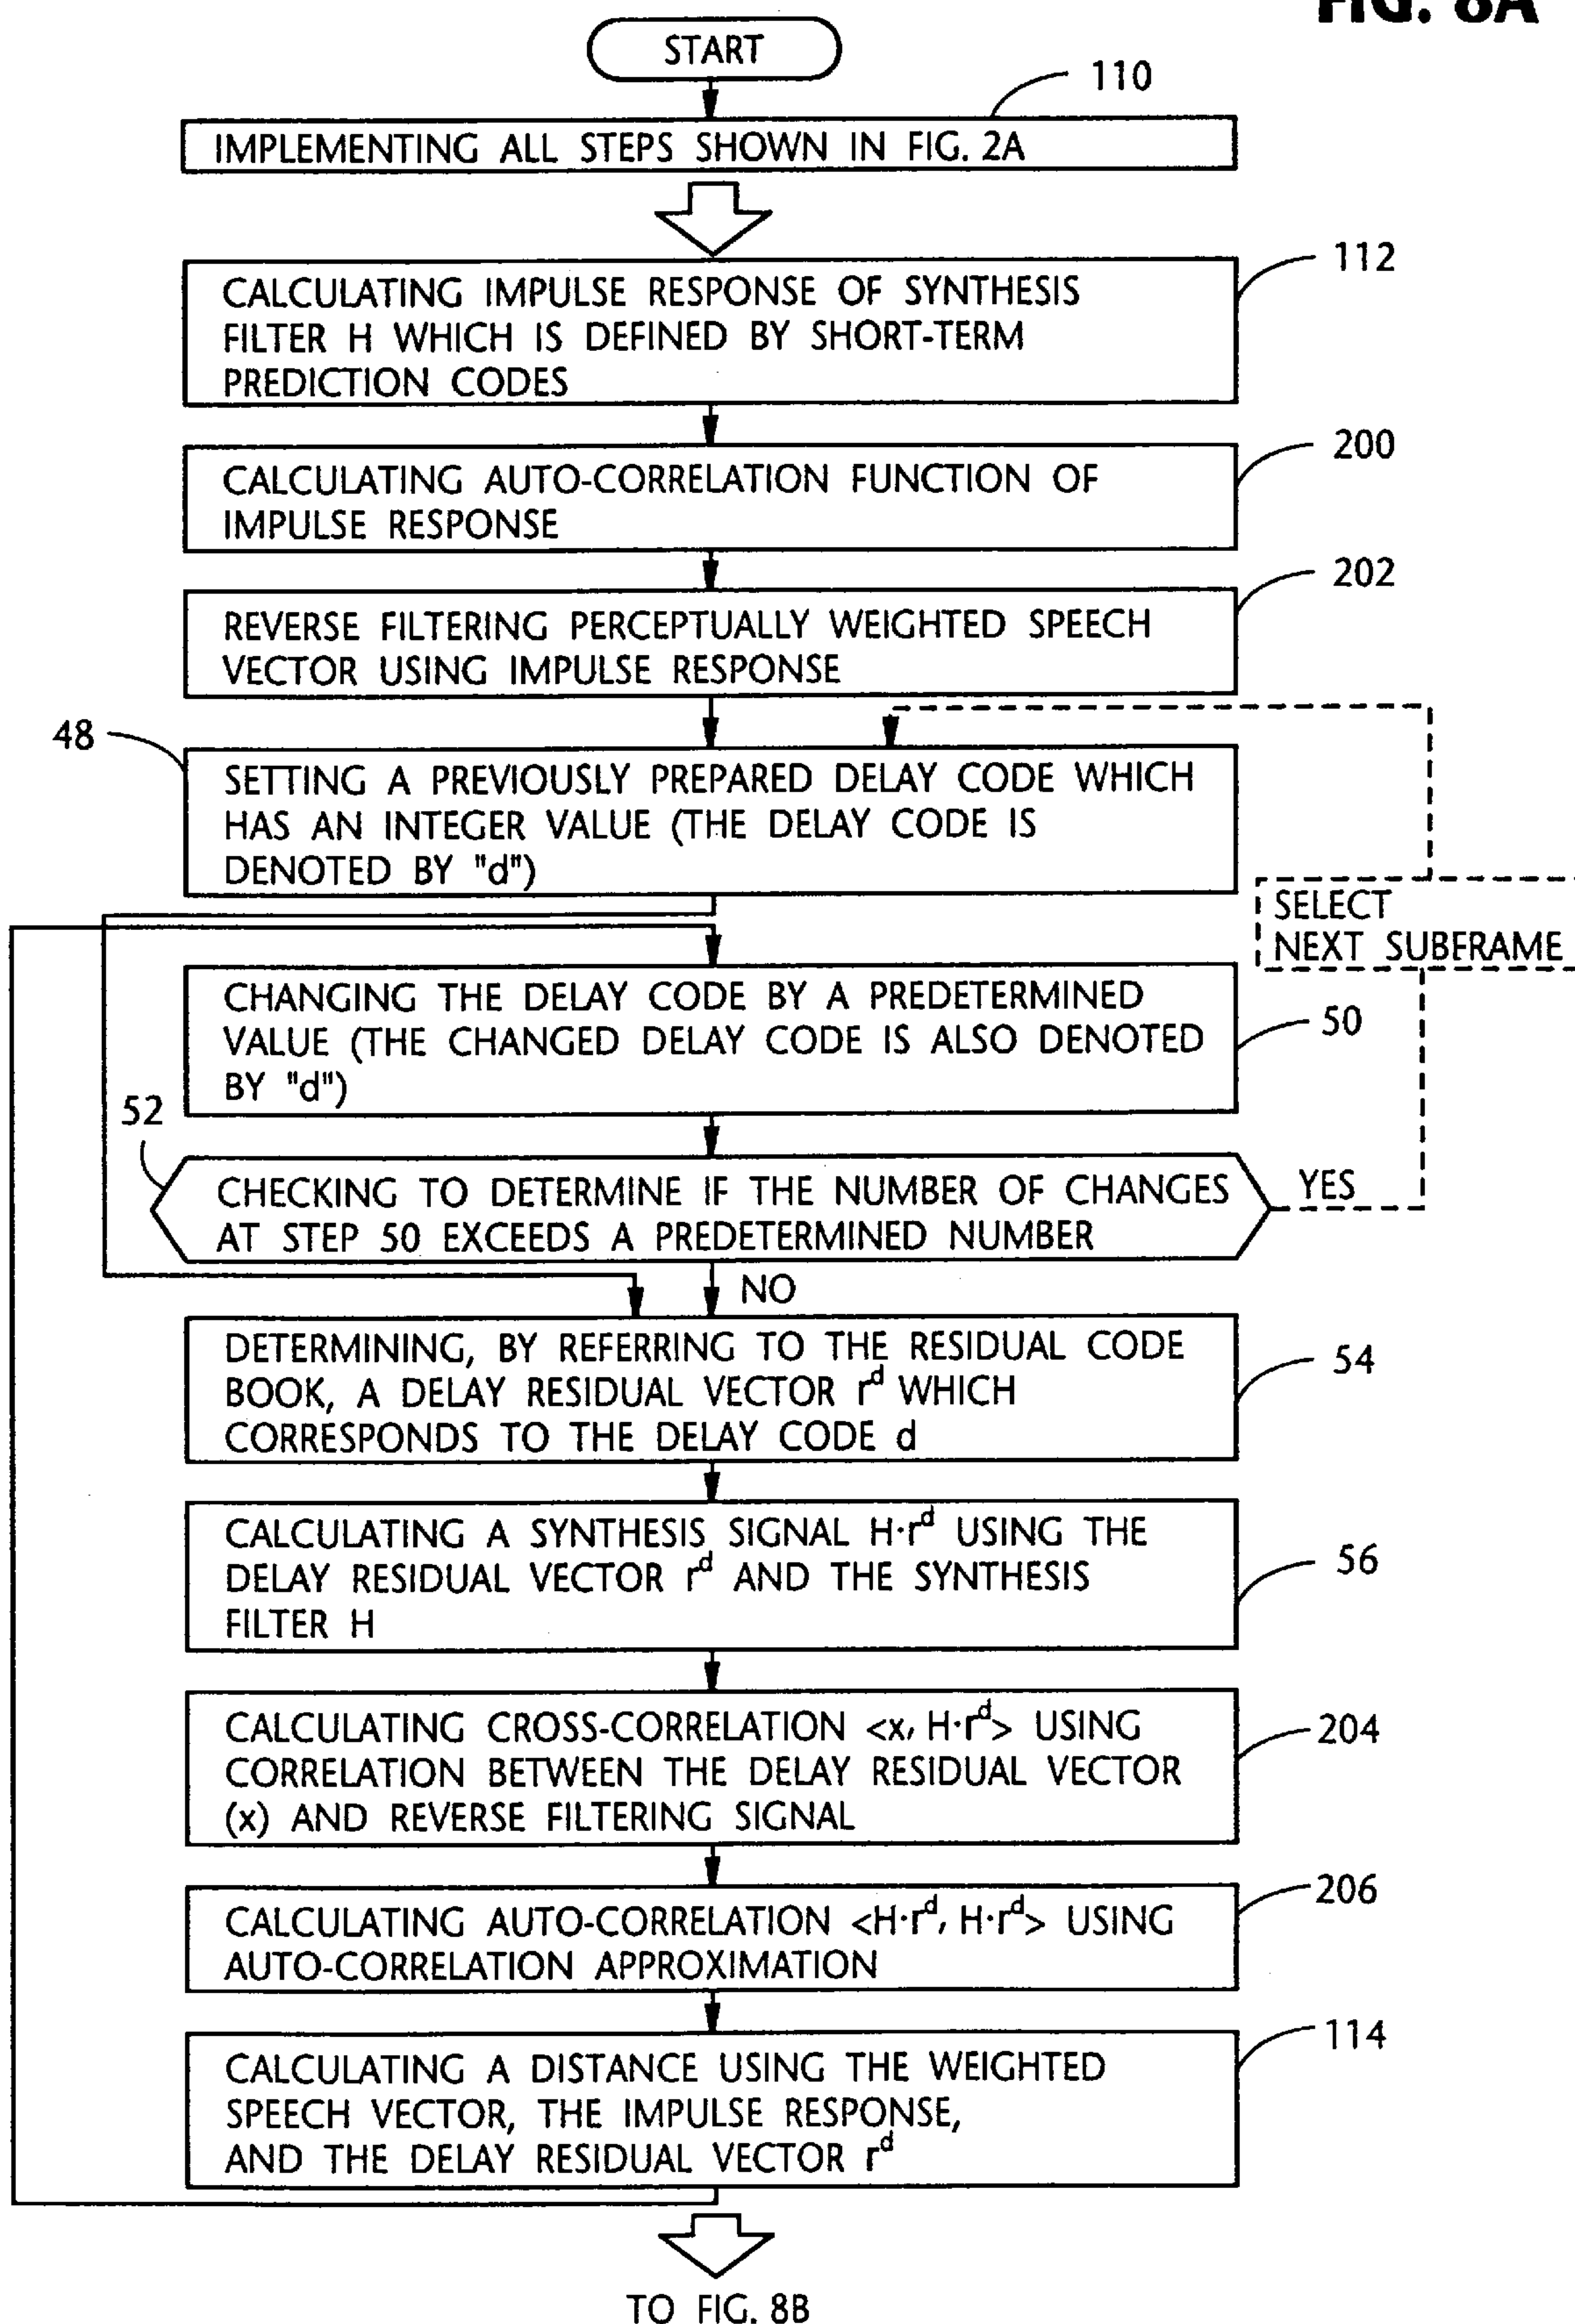 FIG. 8A
START
110
IMPLEMENTING ALL STEPS SHOWN IN FIG. 2A
112
CALCULATING IMPULSE RESPONSE OF SYNTHESIS
FILTER H WHICH IS DEFINED BY SHORT-TERM
PREDICTION CODES
200
CALCULATING AUTO-CORRELATION FUNCTION OF
IMPULSE RESPONSE
202
REVERSE FILTERING PERCEPTUALLY WEIGHTED SPEECH
VECTOR USING IMPULSE RESPONSE
48
SETTING A PREVIOUSLY PREPARED DELAY CODE WHICH
HAS AN INTEGER VALUE (THE DELAY CODE IS
DENOTED BY "d")
SELECT
NEXT SUBFRAME
CHANGING THE DELAY CODE BY A PREDETERMINED
VALUE (THE CHANGED DELAY CODE IS ALSO DENOTED
BY "d")
50
52
CHECKING TO DETERMINE IF THE NUMBER OF CHANGES
AT STEP 50 EXCEEDS A PREDETERMINED NUMBER
YES
NO
DETERMINING, BY REFERRING TO THE RESIDUAL CODE
BOOK, A DELAY RESIDUAL VECTOR r^d WHICH
CORRESPONDS TO THE DELAY CODE d
54
CALCULATING A SYNTHESIS SIGNAL H·r^d USING THE
DELAY RESIDUAL VECTOR r^d AND THE SYNTHESIS
FILTER H
56
CALCULATING CROSS-CORRELATION <x, H·r^d> USING
CORRELATION BETWEEN THE DELAY RESIDUAL VECTOR
(x) AND REVERSE FILTERING SIGNAL
204
206
CALCULATING AUTO-CORRELATION <H·r^d, H·r^d> USING
AUTO-CORRELATION APPROXIMATION
114
CALCULATING A DISTANCE USING THE WEIGHTED
SPEECH VECTOR, THE IMPULSE RESPONSE,
AND THE DELAY RESIDUAL VECTOR r^d
TO FIG. 8B